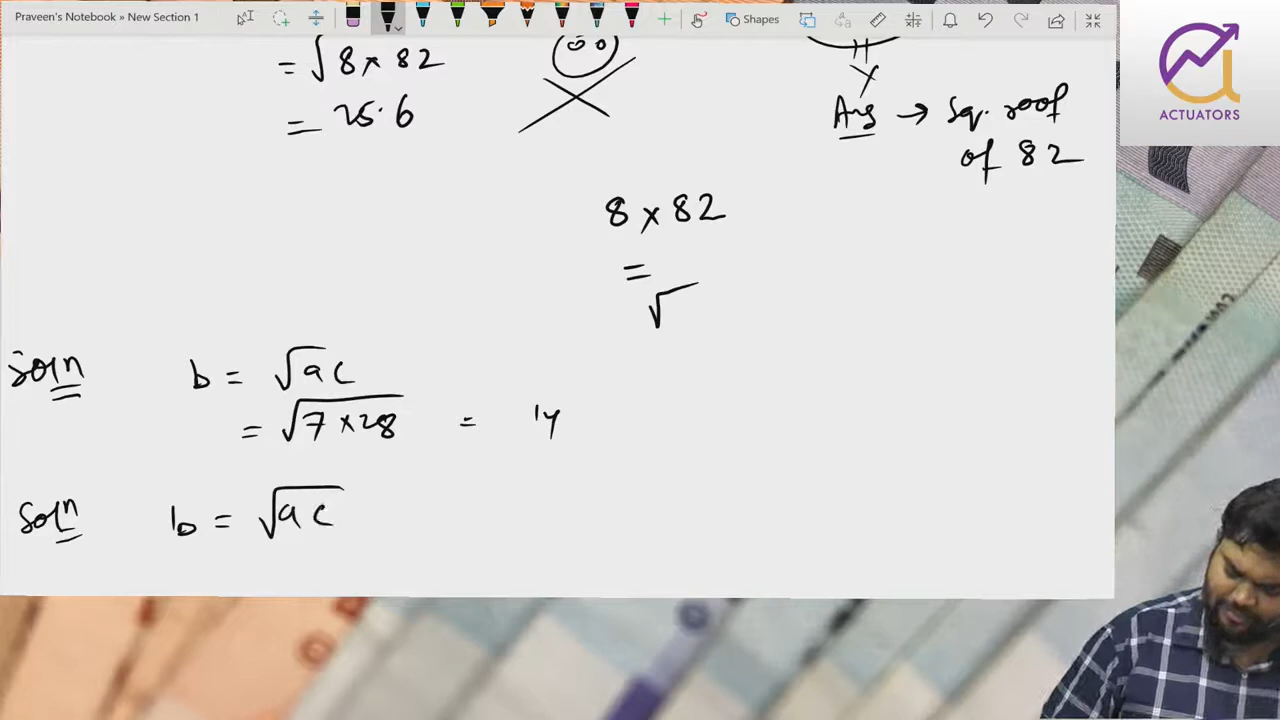 Praveen's Notebook » New Section 1
Shapes
ACTUATORS
= √8 × 82
= 25.6
Ans → Sq. roof
of 82
8 × 82
=
√
Soln b = √ac
= √7 × 28 = 14
Soln b = √ac